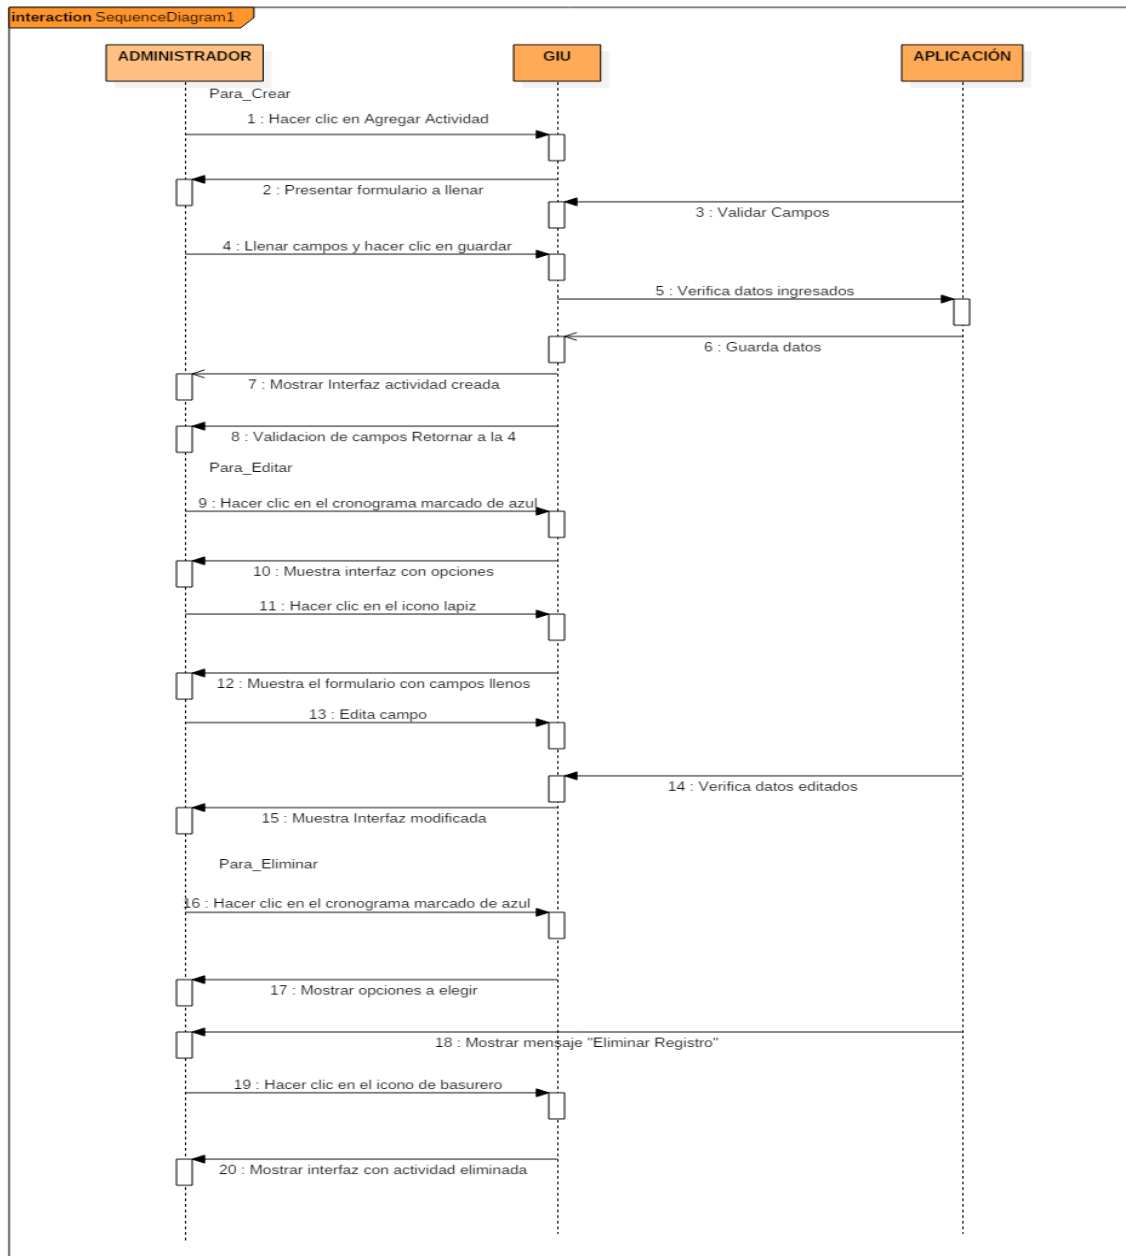 interaction SequenceDiagram1
ADMINISTRADOR
GIU
APLICACIÓN
Para_Crear
1 : Hacer clic en Agregar Actividad
2 : Presentar formulario a llenar
3 : Validar Campos
4 : Llenar campos y hacer clic en guardar
5 : Verifica datos ingresados
6 : Guarda datos
7 : Mostrar Interfaz actividad creada
8 : Validacion de campos Retornar a la 4
Para_Editar
9 : Hacer clic en el cronograma marcado de azul
10 : Muestra interfaz con opciones
11 : Hacer clic en el icono lapiz
12 : Muestra el formulario con campos llenos
13 : Edita campo
14 : Verifica datos editados
15 : Muestra Interfaz modificada
Para_Eliminar
16 : Hacer clic en el cronograma marcado de azul
17 : Mostrar opciones a elegir
18 : Mostrar mensaje "Eliminar Registro"
19 : Hacer clic en el icono de basurero
20 : Mostrar interfaz con actividad eliminada